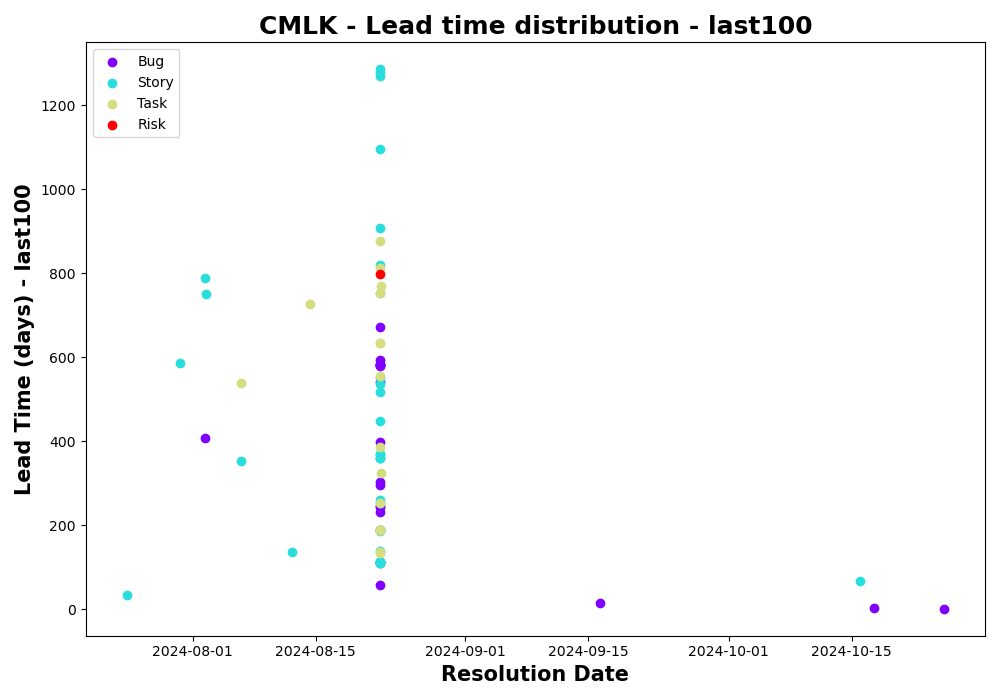 CMLK - Lead time distribution - last100
Bug
Story
Task
Risk
Lead Time (days) - last100
1200
1000
800
600
400
200
0
2024-08-01
2024-08-15
2024-09-01
2024-09-15
2024-10-01
2024-10-15
Resolution Date